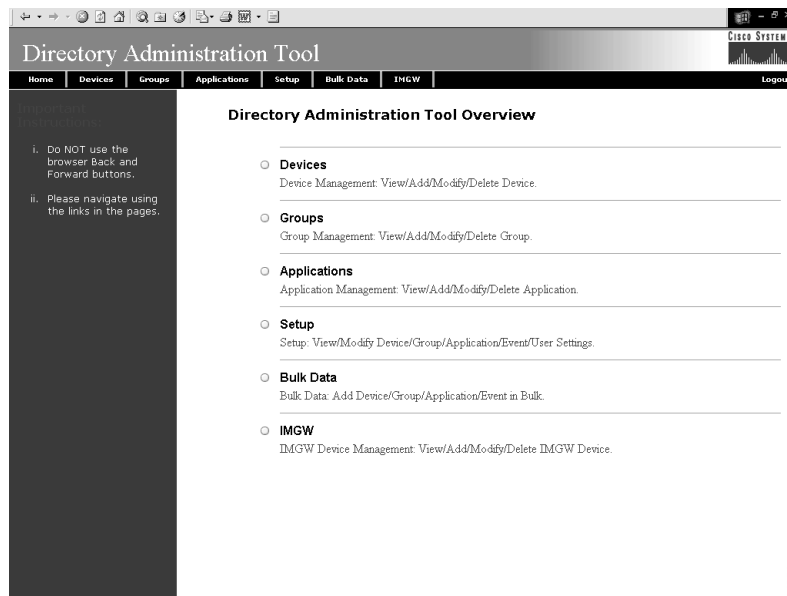 Directory Administration Tool
CISCO SYSTEM
Home Devices Groups Applications Setup Bulk Data IMGW Logou
Important
Instructions:
i. Do NOT use the
browser Back and
Forward buttons.
ii. Please navigate using
the links in the pages.
Directory Administration Tool Overview
Devices
Device Management: View/Add/Modify/Delete Device.
Groups
Group Management: View/Add/Modify/Delete Group.
Applications
Application Management: View/Add/Modify/Delete Application.
Setup
Setup: View/Modify Device/Group/Application/Event/User Settings.
Bulk Data
Bulk Data: Add Device/Group/Application/Event in Bulk.
IMGW
IMGW Device Management: View/Add/Modify/Delete IMGW Device.